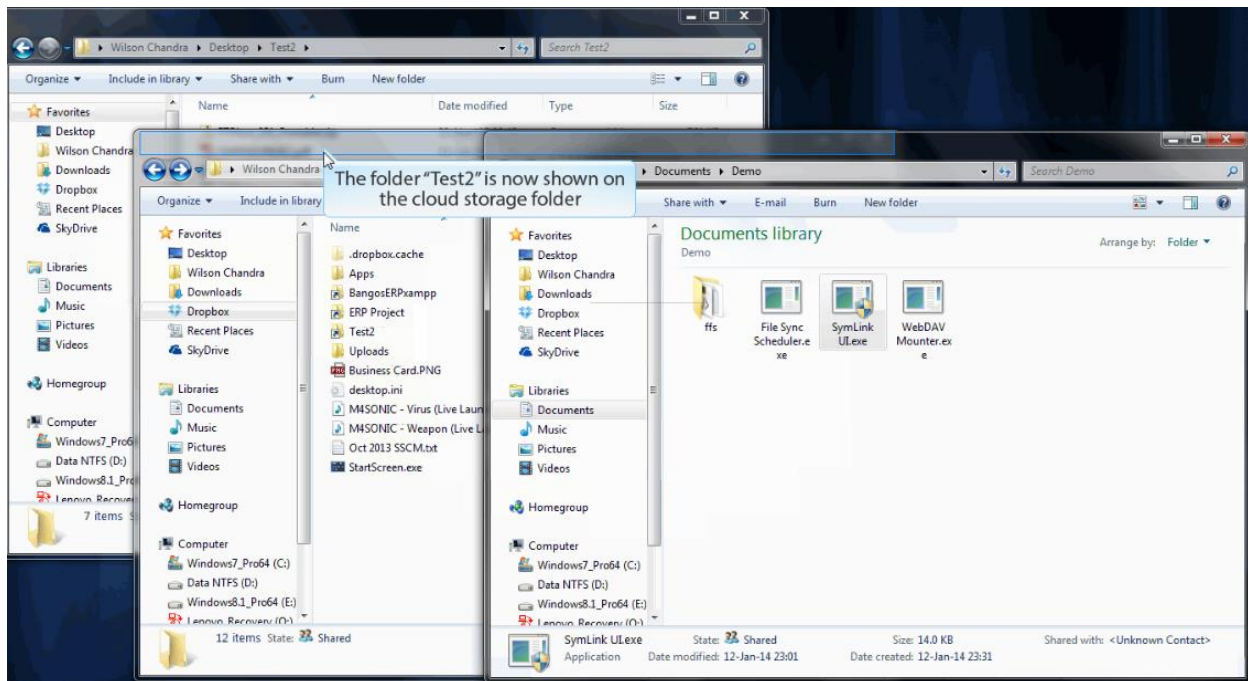 Wilson Chandra ▸ Desktop ▸ Test2 ▸
Search Test2
Organize ▾ Include in library ▾ Share with ▾ Burn New folder
Name Date modified Type Size
Favorites
Desktop
Wilson Chandra
Downloads
Dropbox
Recent Places
SkyDrive
Libraries
Documents
Music
Pictures
Videos
Homegroup
Computer
Windows7_Pro6
Data NTFS (D:)
Windows8.1_Pro
Lenovo_Recove
7 items
Wilson Chandra
Organize ▾ Include in library
Favorites
Desktop
Wilson Chandra
Downloads
Dropbox
Recent Places
SkyDrive
Libraries
Documents
Music
Pictures
Videos
Homegroup
Computer
Windows7_Pro64 (C:)
Data NTFS (D:)
Windows8.1_Pro64 (E:)
Lenovo_Recovery (Q:)
Name
.dropbox.cache
Apps
BangosERPxampp
ERP Project
Test2
Uploads
Business Card.PNG
desktop.ini
M4SONIC - Virus (Live Laun
M4SONIC - Weapon (Live L
Oct 2013 SSCM.txt
StartScreen.exe
12 items State: Shared
The folder "Test2" is now shown on
the cloud storage folder
Documents ▸ Demo
Search Demo
Share with ▾ E-mail Burn New folder
Favorites
Desktop
Wilson Chandra
Downloads
Dropbox
Recent Places
SkyDrive
Libraries
Documents
Music
Pictures
Videos
Homegroup
Computer
Windows7_Pro64 (C:)
Data NTFS (D:)
Windows8.1_Pro64 (E:)
Lenovo_Recovery (Q:)
Documents library
Demo
Arrange by: Folder ▾
ffs
File Sync
Scheduler.e
xe
SymLink
UI.exe
WebDAV
Mounter.ex
e
SymLink UI.exe State: Shared Size: 14.0 KB Shared with: <Unknown Contact>
Application Date modified: 12-Jan-14 23:01 Date created: 12-Jan-14 23:31